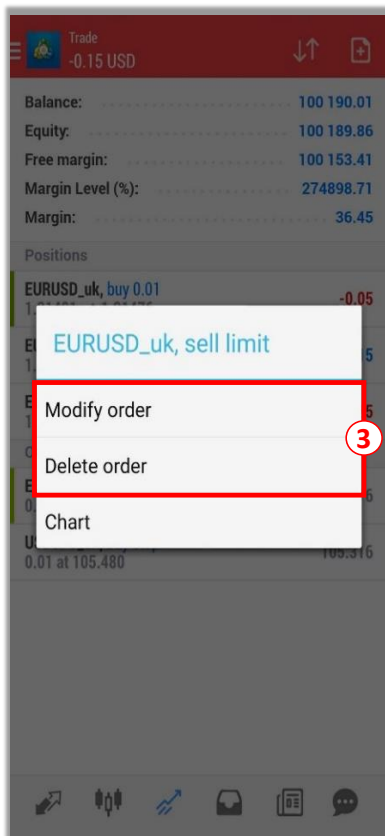 Trade
-0.15 USD
Balance: 100 190.01
Equity: 100 189.86
Free margin: 100 153.41
Margin Level (%): 274898.71
Margin: 36.45
Positions
EURUSD_uk, buy 0.01
-0.05
EURUSD_uk, sell limit
Modify order
Delete order
3
Chart
0.01 at 105.480
105.316